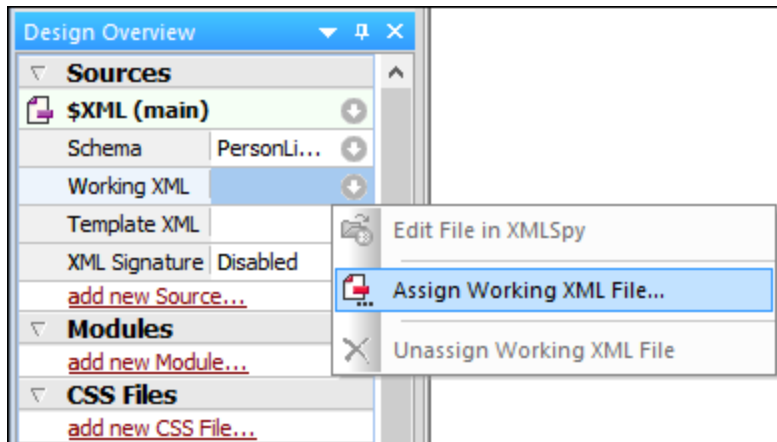 Design Overview
Sources
$XML (main)
Schema PersonLi...
Working XML
Template XML
XML Signature Disabled
add new Source...
Modules
add new Module...
CSS Files
add new CSS File...
Edit File in XMLSpy
Assign Working XML File...
Unassign Working XML File